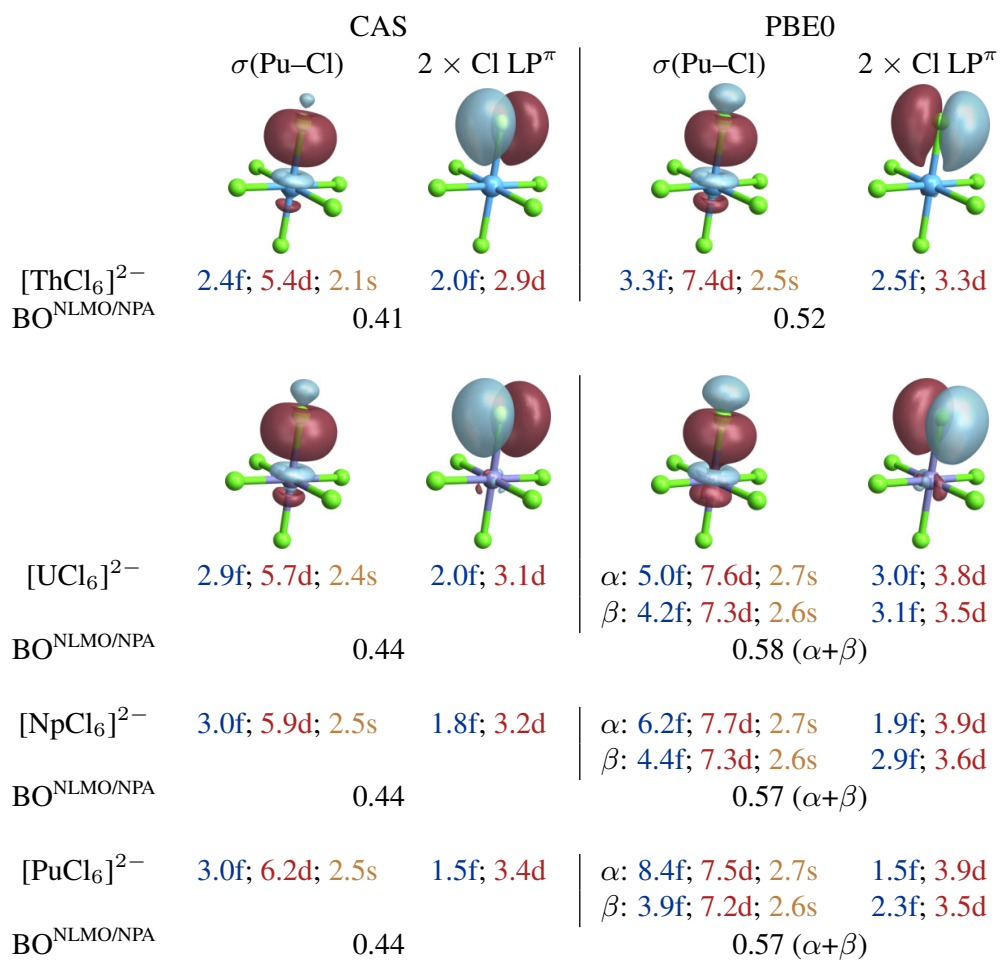 CAS PBE0
σ(Pu–Cl) 2 × Cl LP^π σ(Pu–Cl) 2 × Cl LP^π
[ThCl₆]²⁻ 2.4f; 5.4d; 2.1s 2.0f; 2.9d 3.3f; 7.4d; 2.5s 2.5f; 3.3d
BO^NLMO/NPA 0.41 0.52
[UCl₆]²⁻ 2.9f; 5.7d; 2.4s 2.0f; 3.1d α: 5.0f; 7.6d; 2.7s 3.0f; 3.8d
β: 4.2f; 7.3d; 2.6s 3.1f; 3.5d
BO^NLMO/NPA 0.44 0.58 (α+β)
[NpCl₆]²⁻ 3.0f; 5.9d; 2.5s 1.8f; 3.2d α: 6.2f; 7.7d; 2.7s 1.9f; 3.9d
β: 4.4f; 7.3d; 2.6s 2.9f; 3.6d
BO^NLMO/NPA 0.44 0.57 (α+β)
[PuCl₆]²⁻ 3.0f; 6.2d; 2.5s 1.5f; 3.4d α: 8.4f; 7.5d; 2.7s 1.5f; 3.9d
β: 3.9f; 7.2d; 2.6s 2.3f; 3.5d
BO^NLMO/NPA 0.44 0.57 (α+β)